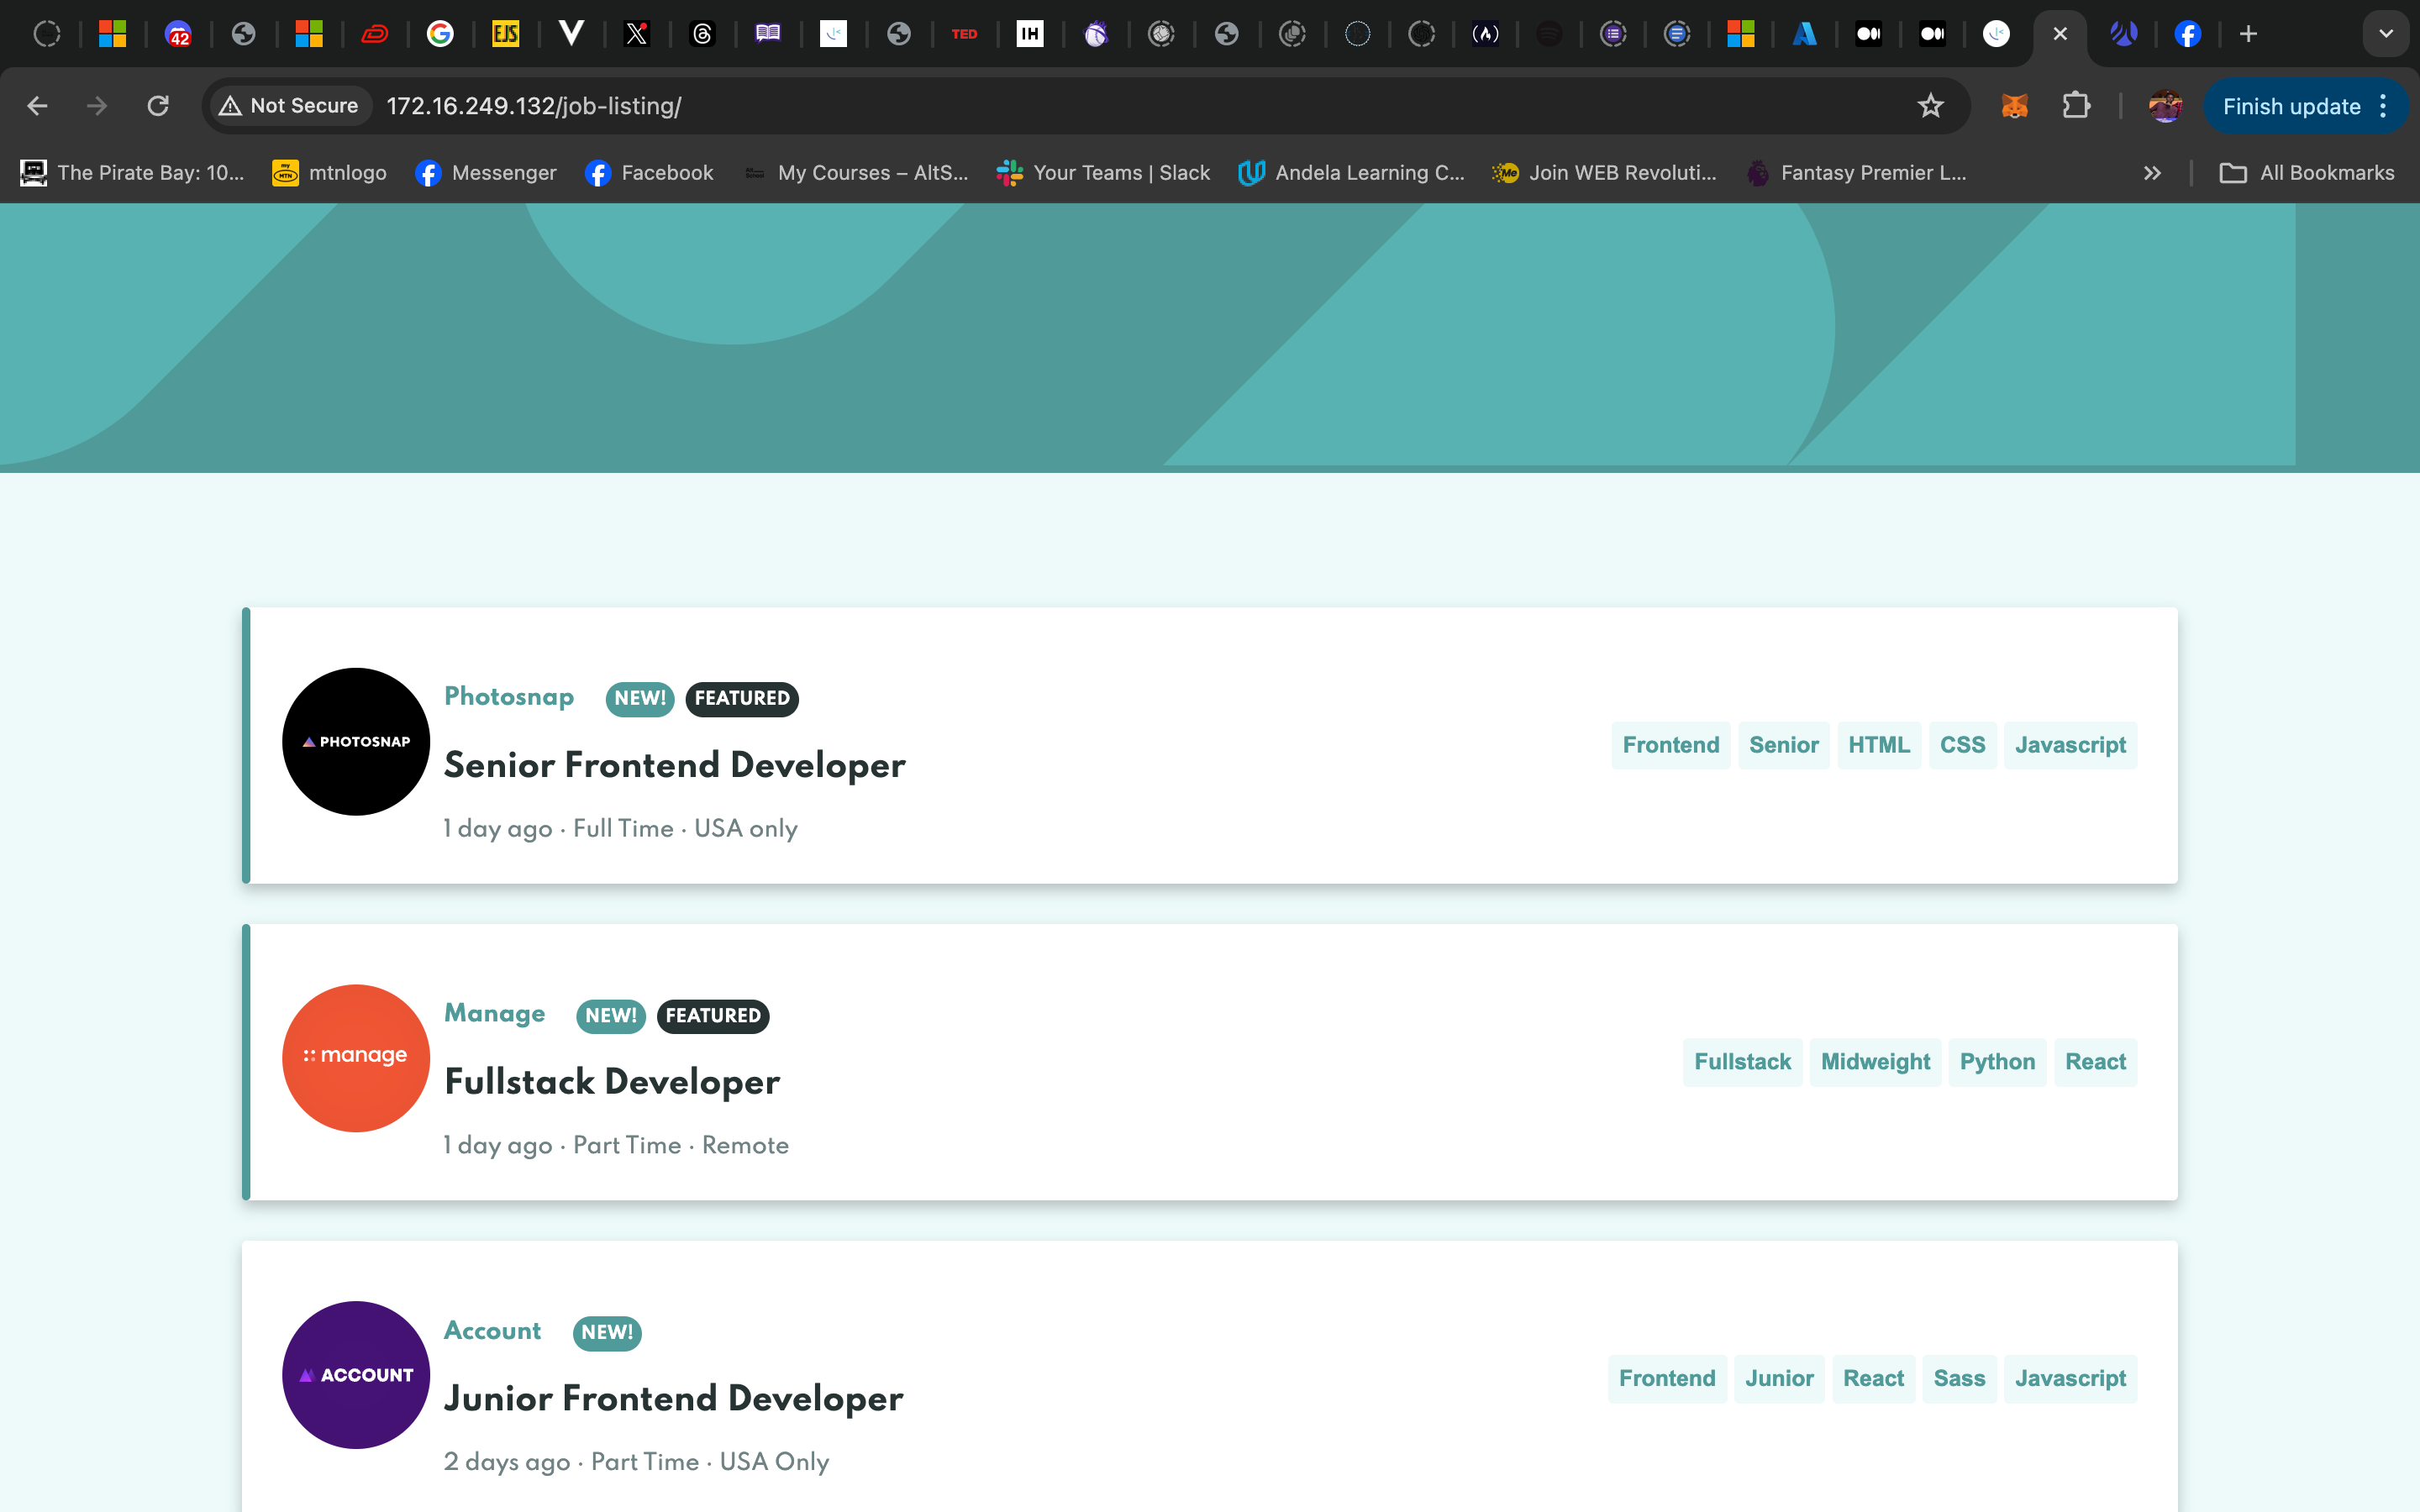 42
EJS
TED
IH
Not Secure
172.16.249.132/job-listing/
Finish update
The Pirate Bay: 10...
my
MTN
mtnlogo
Messenger
Facebook
My Courses – AltS...
Your Teams | Slack
Andela Learning C...
Me
Join WEB Revoluti...
Fantasy Premier L...
All Bookmarks
PHOTOSNAP
Photosnap NEW! FEATURED
Senior Frontend Developer
1 day ago · Full Time · USA only
Frontend Senior HTML CSS Javascript
manage
Manage NEW! FEATURED
Fullstack Developer
1 day ago · Part Time · Remote
Fullstack Midweight Python React
ACCOUNT
Account NEW!
Junior Frontend Developer
2 days ago · Part Time · USA Only
Frontend Junior React Sass Javascript